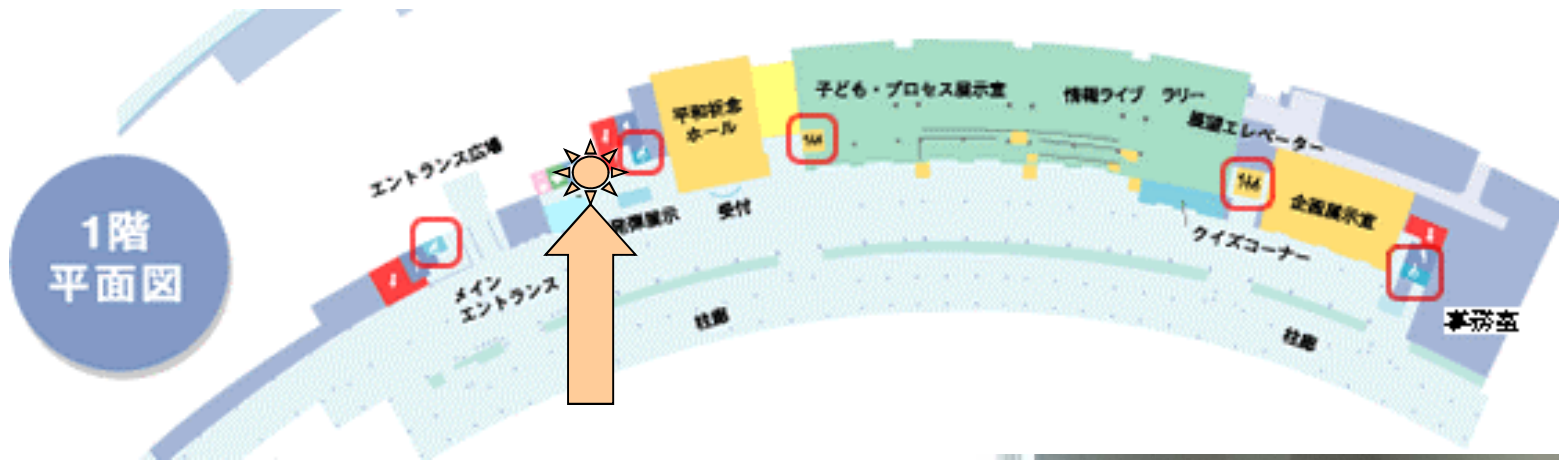 1階
平面図
エントランス広場
メイン
エントランス
平和祈念
ホール
受付
子ども・プロセス展示室
情報ライブ ラリー
展望エレベーター
企画展示室
クイズコーナー
事務室
柱廊
柱廊